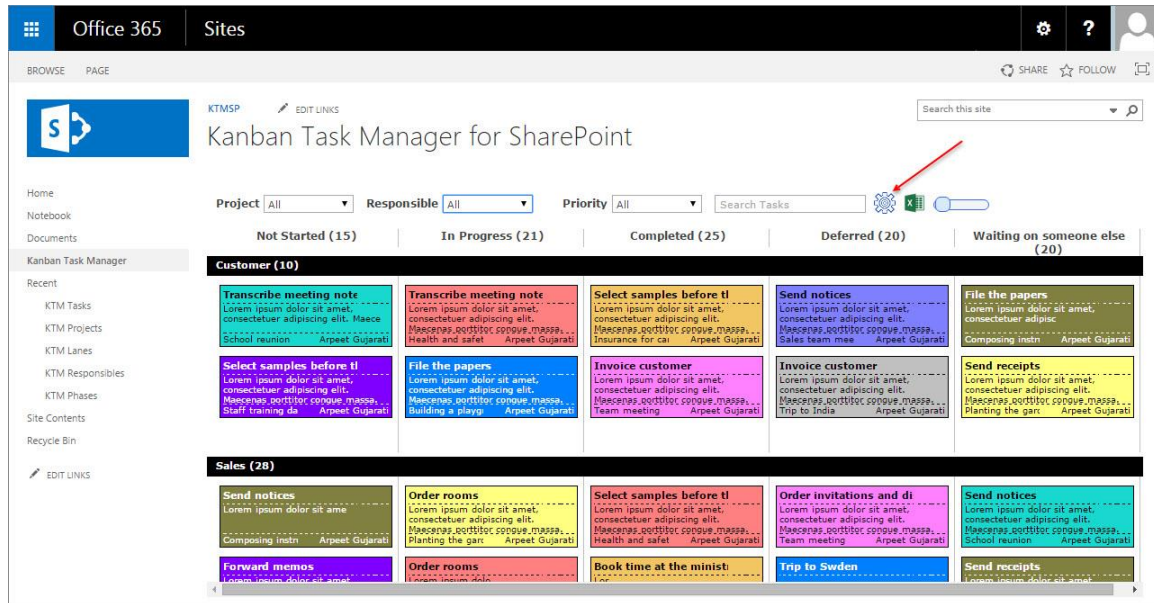 Office 365
Sites
?
BROWSE PAGE
SHARE FOLLOW
S
KTMSP EDIT LINKS
Search this site
Kanban Task Manager for SharePoint
Home
Notebook
Documents
Kanban Task Manager
Recent
KTM Tasks
KTM Projects
KTM Lanes
KTM Responsibles
KTM Phases
Site Contents
Recycle Bin
EDIT LINKS
Project All Responsible All Priority All Search Tasks
Not Started (15) In Progress (21) Completed (25) Deferred (20) Waiting on someone else
(20)
Customer (10)
Transcribe meeting note
Lorem ipsum dolor sit amet,
consectetuer adipiscing elit. Maece
School reunion Arpeet Gujarati
Transcribe meeting note
Lorem ipsum dolor sit amet,
consectetuer adipiscing elit.
Maecenas porttitor congue massa.
Health and safet Arpeet Gujarati
Select samples before tl
Lorem ipsum dolor sit amet,
consectetuer adipiscing elit.
Maecenas porttitor congue massa.
Insurance for cai Arpeet Gujarati
Send notices
Lorem ipsum dolor sit amet,
consectetuer adipiscing elit.
Maecenas porttitor congue massa.
Sales team mee Arpeet Gujarati
File the papers
Lorem ipsum dolor sit amet,
consectetuer adipisc
Composing instn Arpeet Gujarati
Select samples before tl
Lorem ipsum dolor sit amet,
consectetuer adipiscing elit.
Maecenas porttitor congue massa.
Staff training da Arpeet Gujarati
File the papers
Lorem ipsum dolor sit amet,
consectetuer adipiscing elit.
Maecenas porttitor congue massa.
Building a playgi Arpeet Gujarati
Invoice customer
Lorem ipsum dolor sit amet,
consectetuer adipiscing elit.
Maecenas porttitor congue massa.
Team meeting Arpeet Gujarati
Invoice customer
Lorem ipsum dolor sit amet,
consectetuer adipiscing elit.
Maecenas porttitor congue massa.
Trip to India Arpeet Gujarati
Send receipts
Lorem ipsum dolor sit amet,
consectetuer adipiscing elit.
Maecenas porttitor congue massa.
Planting the garc Arpeet Gujarati
Sales (28)
Send notices
Lorem ipsum dolor sit ame
Composing instn Arpeet Gujarati
Order rooms
Lorem ipsum dolor sit amet,
consectetuer adipiscing elit.
Maecenas porttitor congue massa.
Planting the garc Arpeet Gujarati
Select samples before tl
Lorem ipsum dolor sit amet,
consectetuer adipiscing elit.
Maecenas porttitor congue massa.
Health and safet Arpeet Gujarati
Order invitations and di
Lorem ipsum dolor sit amet,
consectetuer adipiscing elit.
Maecenas porttitor congue massa.
Team meeting Arpeet Gujarati
Send notices
Lorem ipsum dolor sit amet,
consectetuer adipiscing elit.
Maecenas porttitor congue massa.
School reunion Arpeet Gujarati
Forward memos
Lorem ipsum dolor sit amet
Order rooms
Lorem ipsum dolo
Book time at the minist
Lor
Trip to Swden
Send receipts
Lorem ipsum dolor sit amet